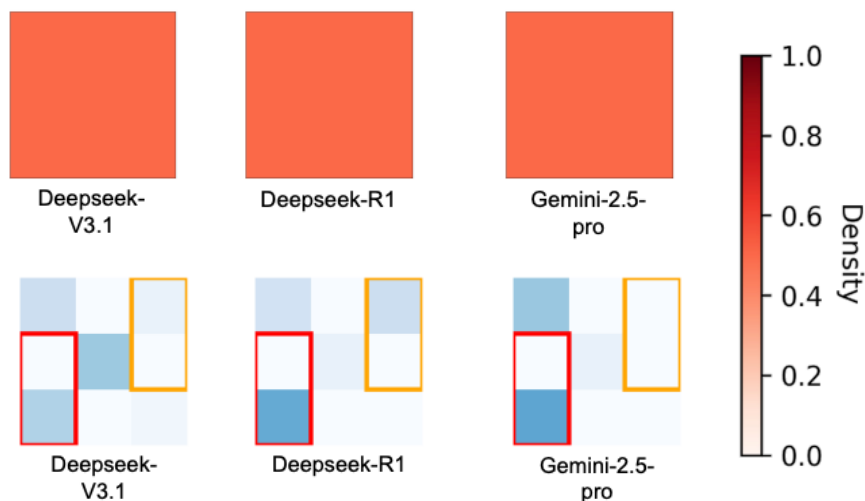 1.0
0.8
0.6
0.4
0.2
0.0
Density
Deepseek-
V3.1
Deepseek-R1
Gemini-2.5-
pro
Deepseek-
V3.1
Deepseek-R1
Gemini-2.5-
pro